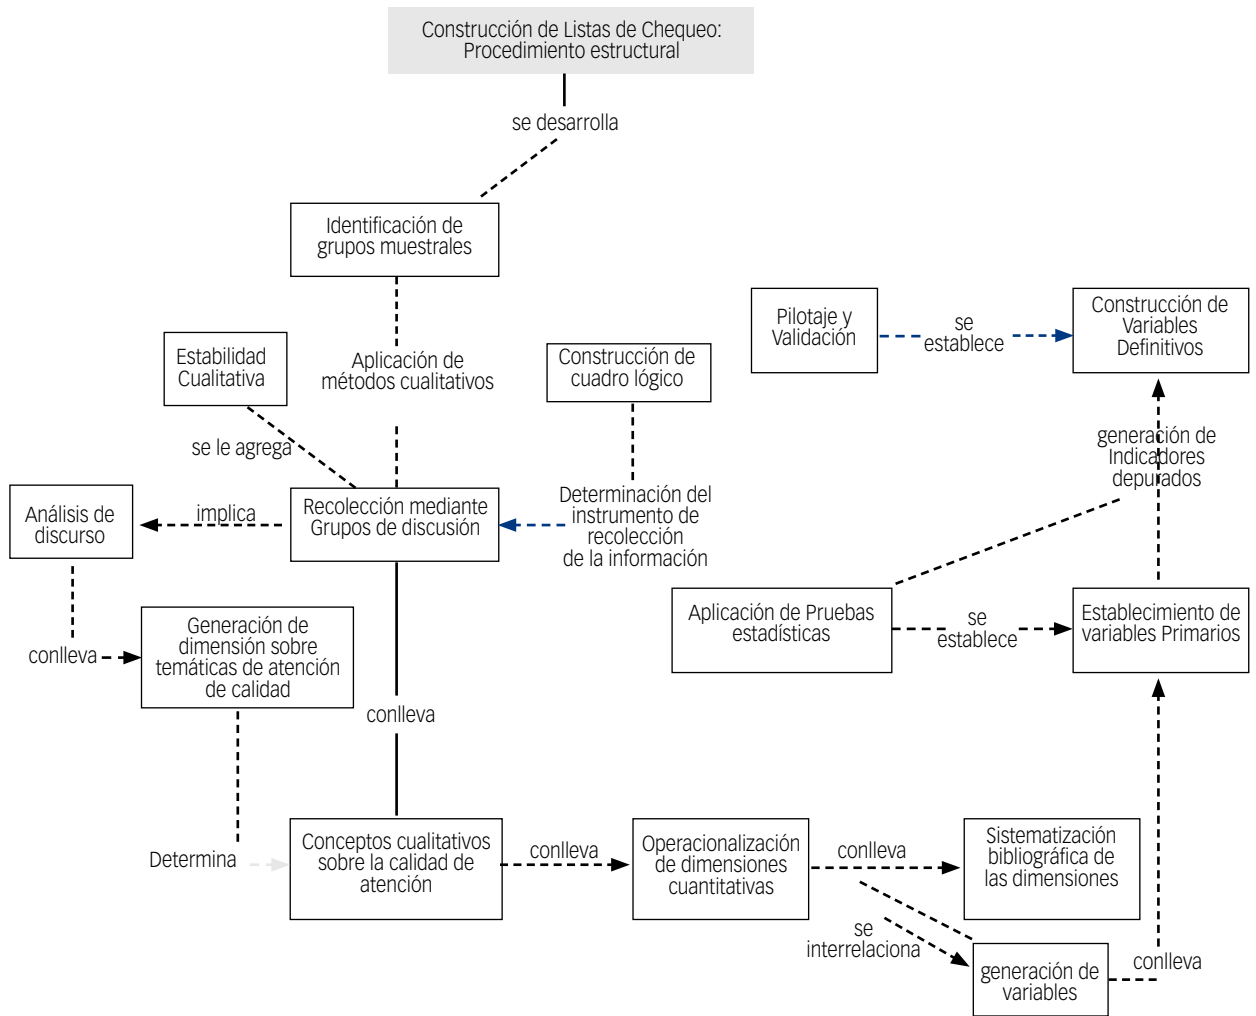 Construcción de Listas de Chequeo:
Procedimiento estructural
se desarrolla
Identificación de
grupos muestrales
Aplicación de
métodos cualitativos
Estabilidad
Cualitativa
se le agrega
Construcción de
cuadro lógico
Determinación del
instrumento de
recolección
de la información
Recolección mediante
Grupos de discusión
implica
Análisis de
discurso
conlleva
Generación de
dimensión sobre
temáticas de atención
de calidad
Determina
conlleva
Conceptos cualitativos
sobre la calidad de
atención
conlleva
Operacionalización
de dimensiones
cuantitativas
conlleva
Sistematización
bibliográfica de
las dimensiones
se
interrelaciona
generación de
variables
conlleva
Establecimiento de
variables Primarios
se
establece
Aplicación de Pruebas
estadísticas
generación de
Indicadores
depurados
Pilotaje y
Validación
se
establece
Construcción de
Variables
Definitivos